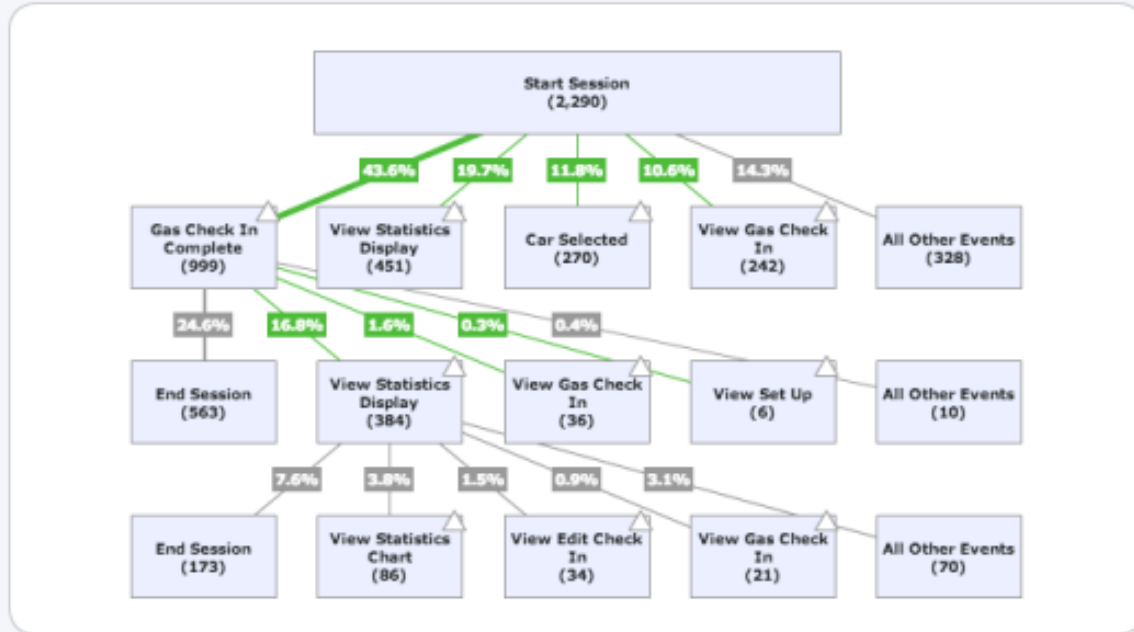 Start Session
(2,290)
43.6%
19.7%
11.8%
10.6%
14.3%
Gas Check In
Complete
(999)
View Statistics
Display
(451)
Car Selected
(270)
View Gas Check
In
(242)
All Other Events
(328)
24.6%
16.8%
1.6%
0.3%
0.4%
End Session
(563)
View Statistics
Display
(384)
View Gas Check
In
(36)
View Set Up
(6)
All Other Events
(10)
7.6%
3.8%
1.5%
0.9%
3.1%
End Session
(173)
View Statistics
Chart
(86)
View Edit Check
In
(34)
View Gas Check
In
(21)
All Other Events
(70)